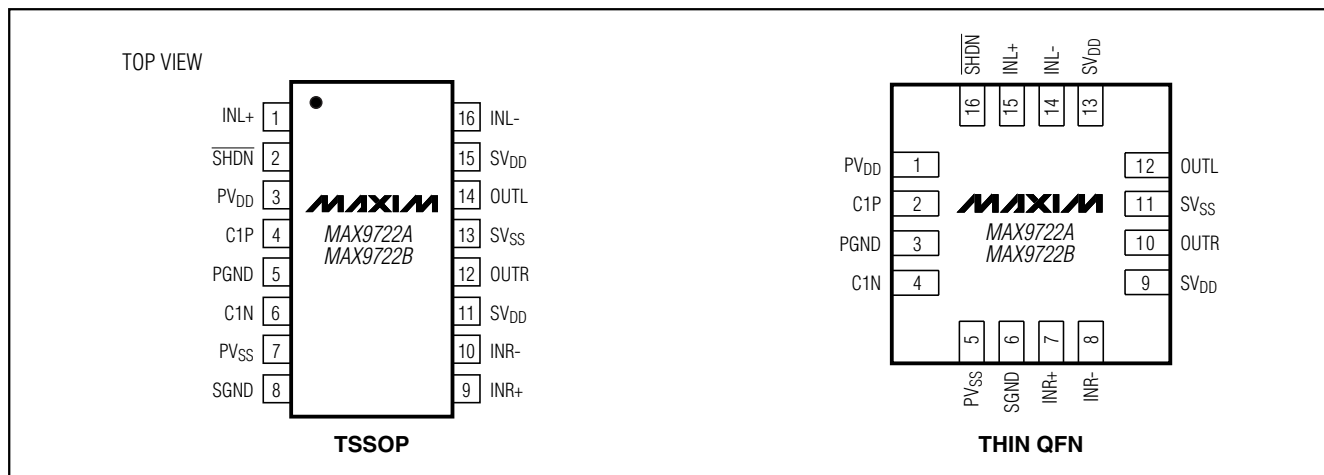 TOP VIEW
INL+ 1
SHDN 2
PVDD 3
C1P 4
PGND 5
C1N 6
PVSS 7
SGND 8
16 INL-
15 SVDD
14 OUTL
13 SVSS
12 OUTR
11 SVDD
10 INR-
9 INR+
MAXIM
MAX9722A
MAX9722B
TSSOP
SHDN
INL+
INL-
SVDD
16
15
14
13
PVDD 1
C1P 2
PGND 3
C1N 4
12 OUTL
11 SVSS
10 OUTR
9 SVDD
MAXIM
MAX9722A
MAX9722B
5
6
7
8
PVSS
SGND
INR+
INR-
THIN QFN